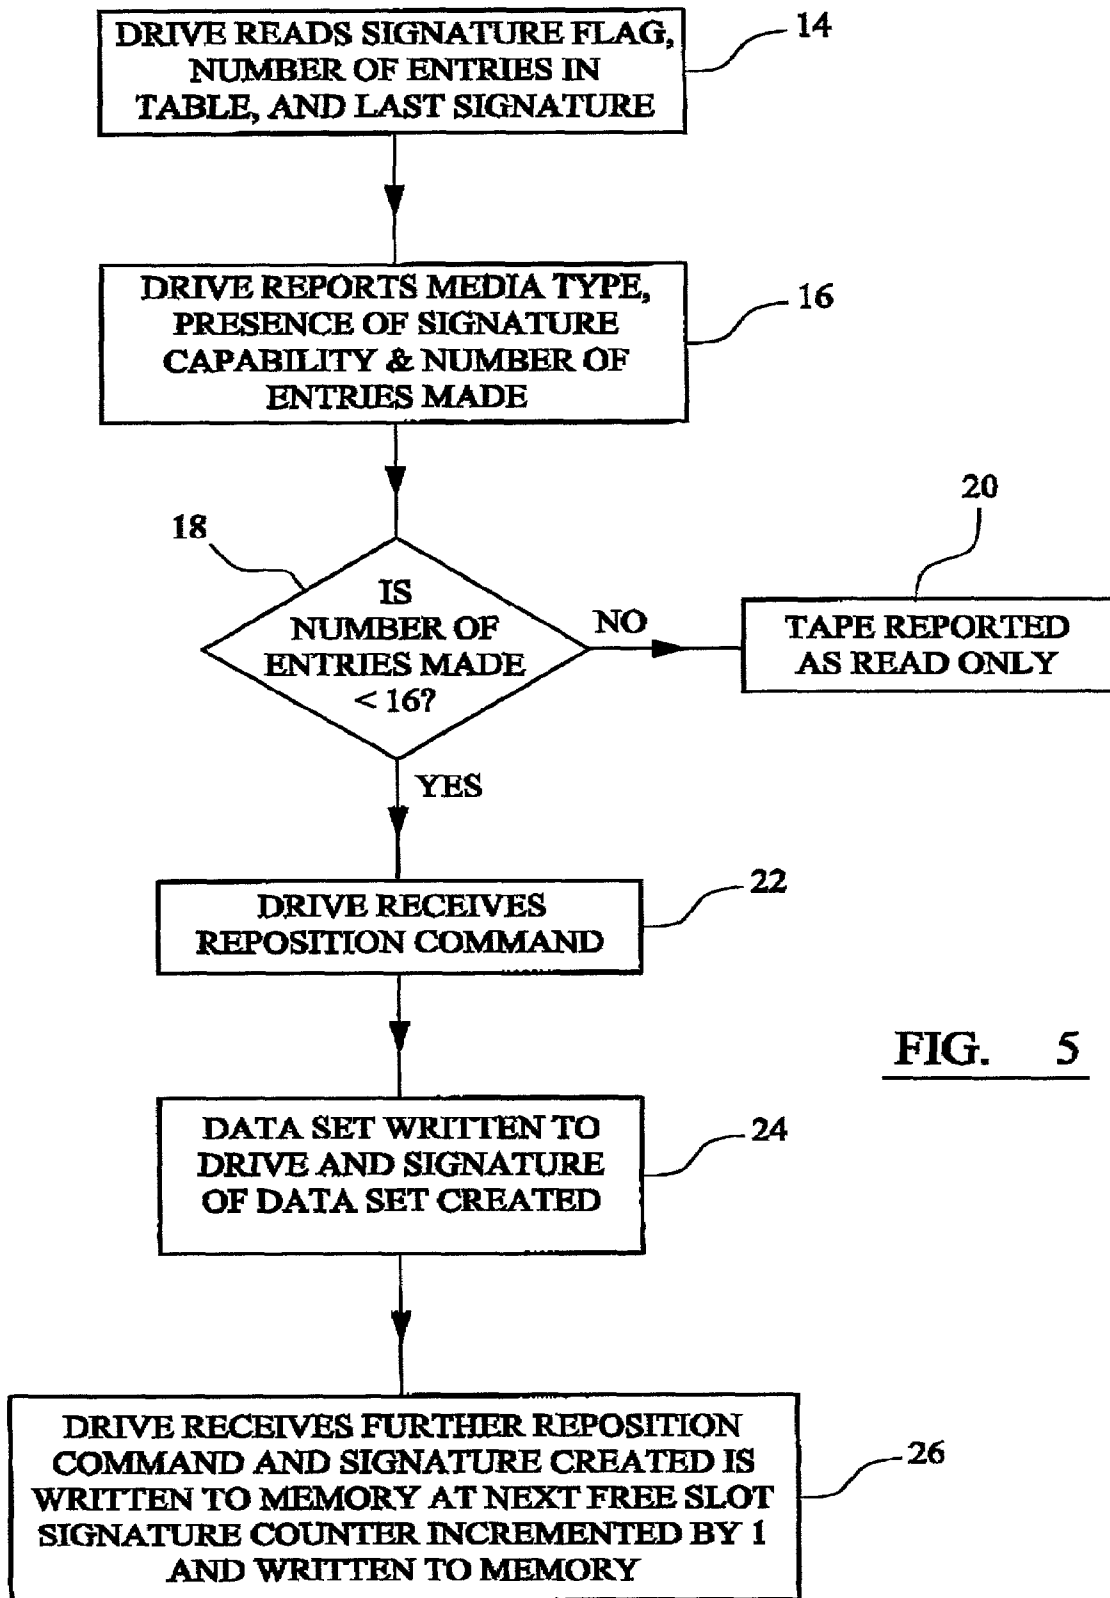 DRIVE READS SIGNATURE FLAG,
NUMBER OF ENTRIES IN
TABLE, AND LAST SIGNATURE
14
DRIVE REPORTS MEDIA TYPE,
PRESENCE OF SIGNATURE
CAPABILITY & NUMBER OF
ENTRIES MADE
16
18
IS
NUMBER OF
ENTRIES MADE
< 16?
NO
20
TAPE REPORTED
AS READ ONLY
YES
DRIVE RECEIVES
REPOSITION COMMAND
22
FIG. 5
DATA SET WRITTEN TO
DRIVE AND SIGNATURE
OF DATA SET CREATED
24
DRIVE RECEIVES FURTHER REPOSITION
COMMAND AND SIGNATURE CREATED IS
WRITTEN TO MEMORY AT NEXT FREE SLOT
SIGNATURE COUNTER INCREMENTED BY 1
AND WRITTEN TO MEMORY
26